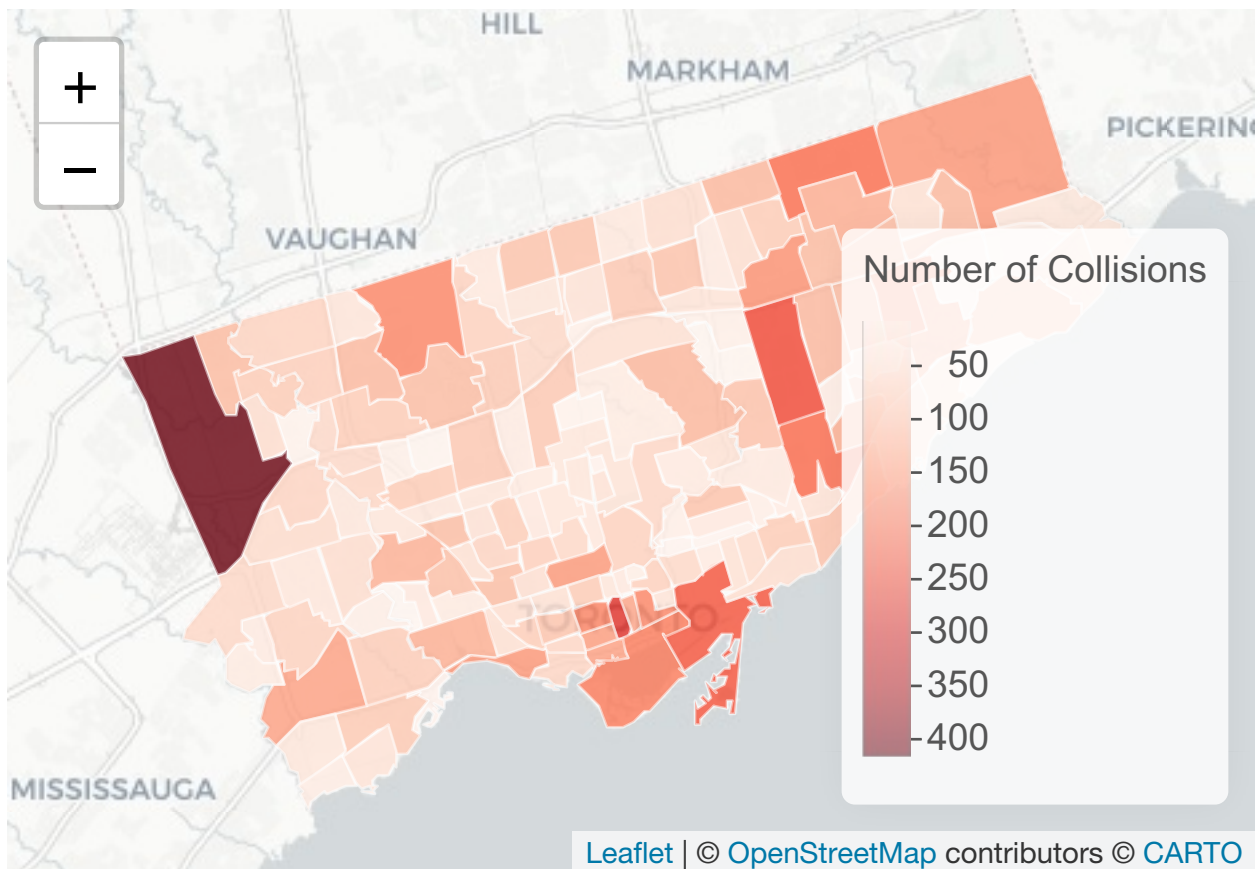 HILL
+
−
MARKHAM
PICKERING
VAUGHAN
Number of Collisions
50
100
150
200
250
300
350
400
TORONTO
MISSISSAUGA
Leaflet | © OpenStreetMap contributors © CARTO